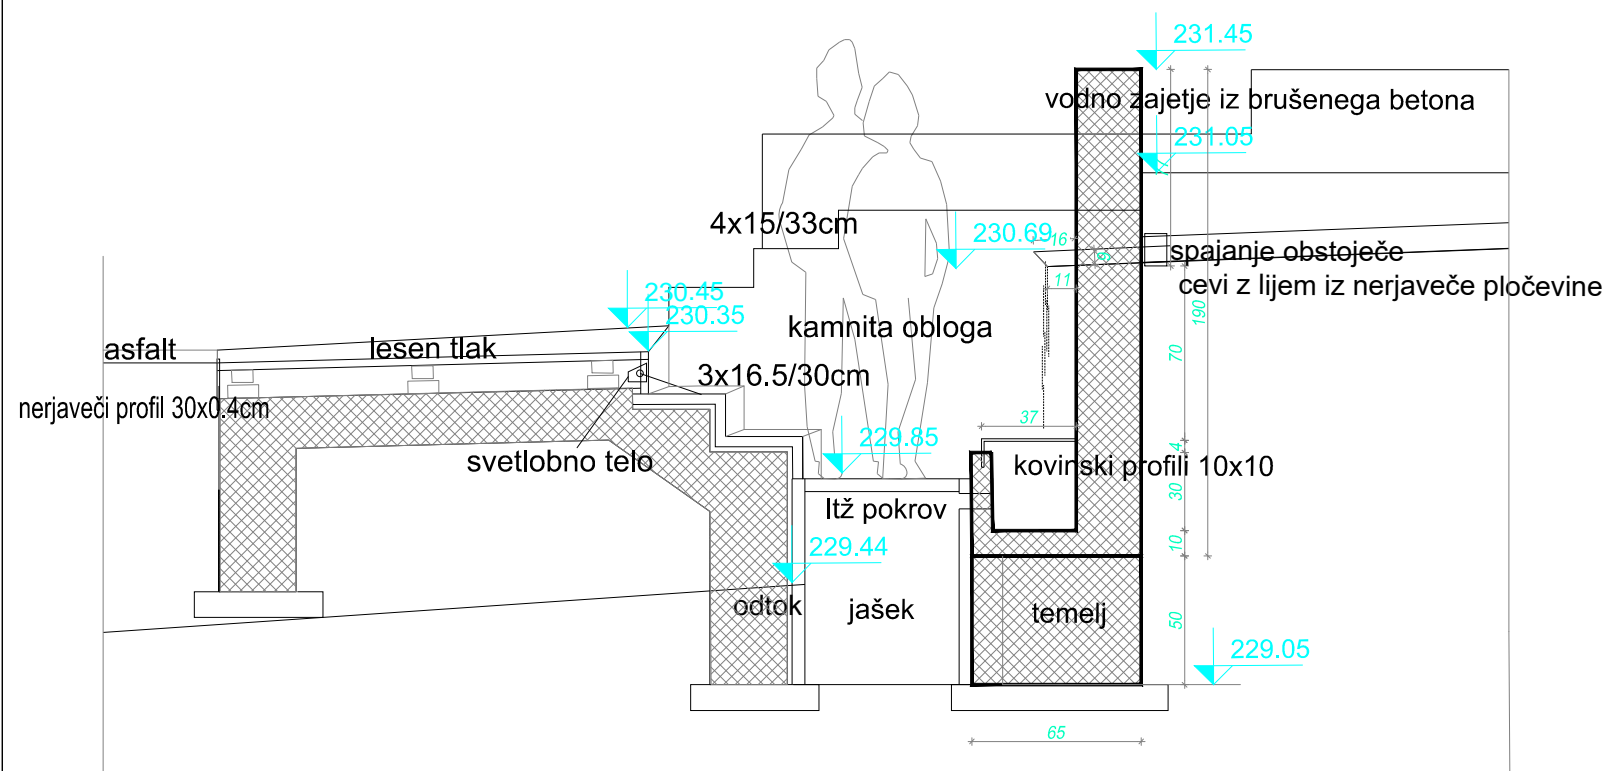 231.45
vodno zajetje iz brušenega betona
231.05
4x15/33cm
230.69
16
9
spajanje obstoječe
cevi z lijem iz nerjaveče pločevine
11
230.45
230.35
190
kamnita obloga
asfalt
lesen tlak
70
3x16.5/30cm
nerjaveči profil 30x0.4cm
37
229.85
4
svetlobno telo
kovinski profili 10x10
30
ltž pokrov
229.44
10
odtok
jašek
temelj
50
229.05
65